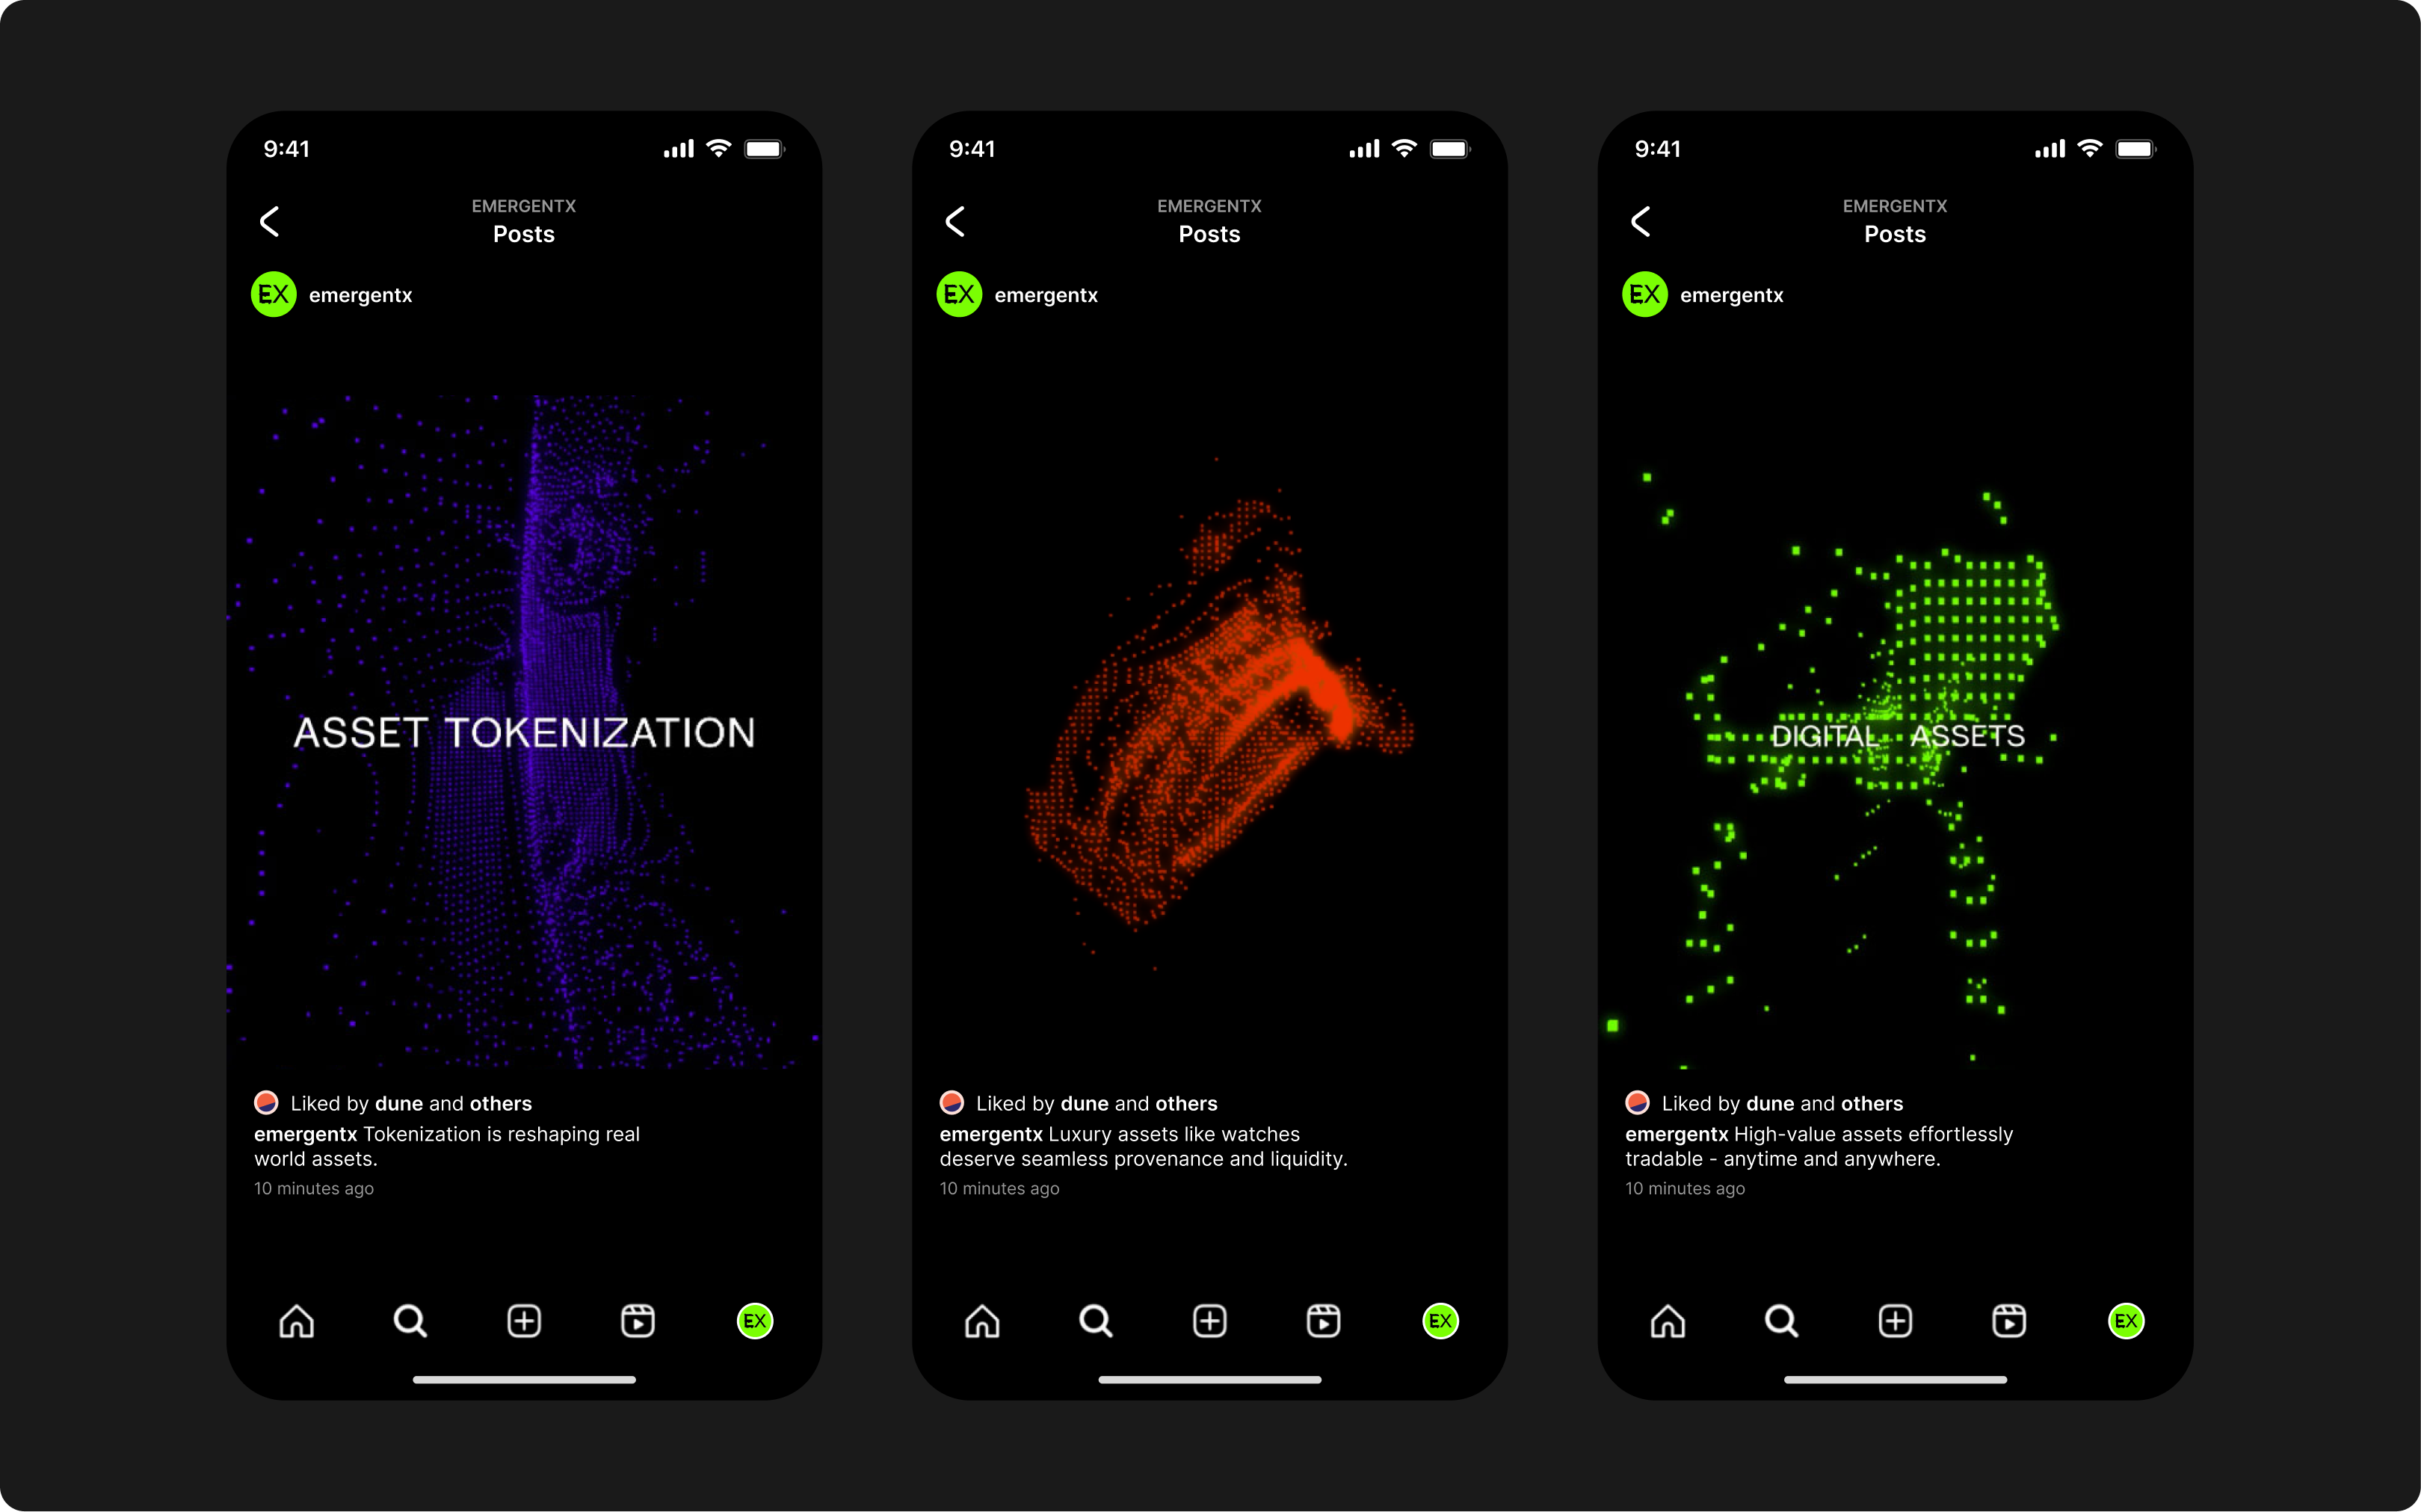 9:41
EMERGENTX
Posts
EX emergentx
ASSET TOKENIZATION
Liked by dune and others
emergentx Tokenization is reshaping real
world assets.
10 minutes ago
EX
9:41
EMERGENTX
Posts
EX emergentx
Liked by dune and others
emergentx Luxury assets like watches
deserve seamless provenance and liquidity.
10 minutes ago
EX
9:41
EMERGENTX
Posts
EX emergentx
DIGITAL ASSETS
Liked by dune and others
emergentx High-value assets effortlessly
tradable - anytime and anywhere.
10 minutes ago
EX